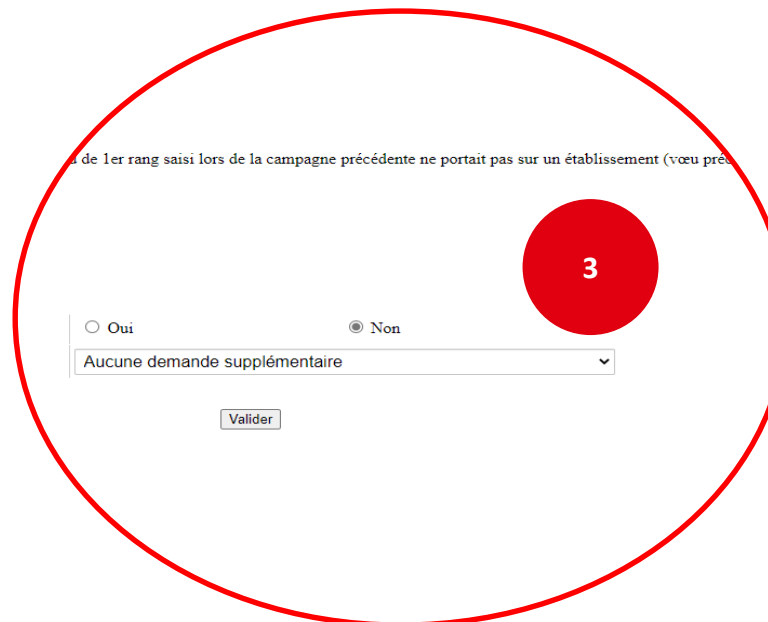 de 1er rang saisi lors de la campagne précédente ne portait pas sur un établissement (vœu
3
Oui Non
Aucune demande supplémentaire
Valider